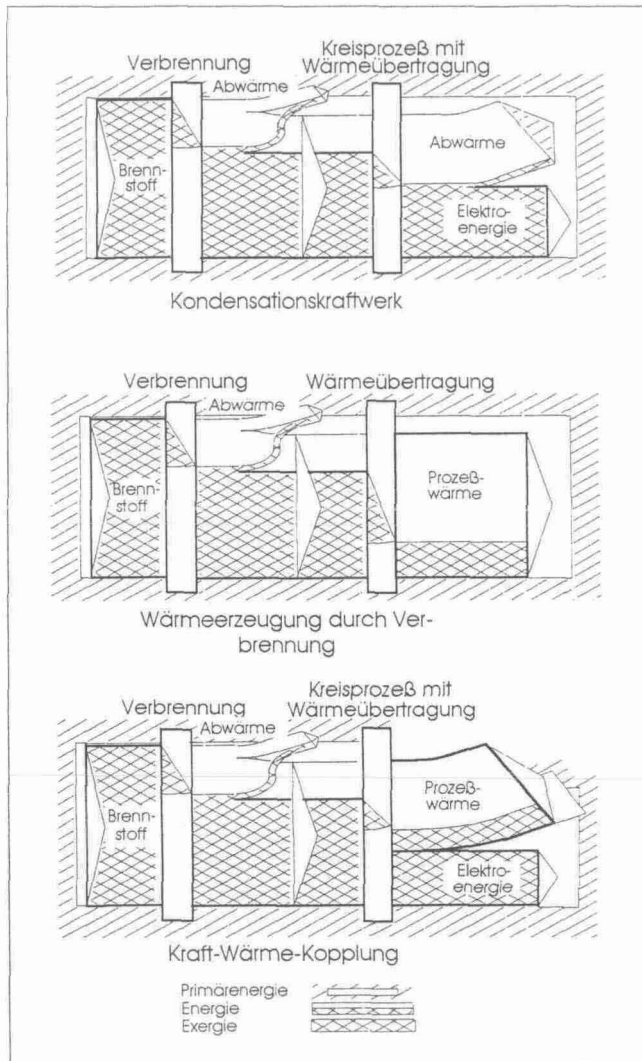 Verbrennung
Kreisprozeß mit
Wärmeübertragung
Abwärme
Brenn-
stoff
Abwärme
Elektro-
energie
Kondensationskraftwerk
Verbrennung
Wärmeübertragung
Abwärme
Brenn-
stoff
Prozeß-
wärme
Wärmeerzeugung durch Ver-
brennung
Verbrennung
Kreisprozeß mit
Wärmeübertragung
Abwärme
Brenn-
stoff
Prozeß-
wärme
Elektro-
energie
Kraft-Wärme-Kopplung
Primärenergie
Energie
Exergie